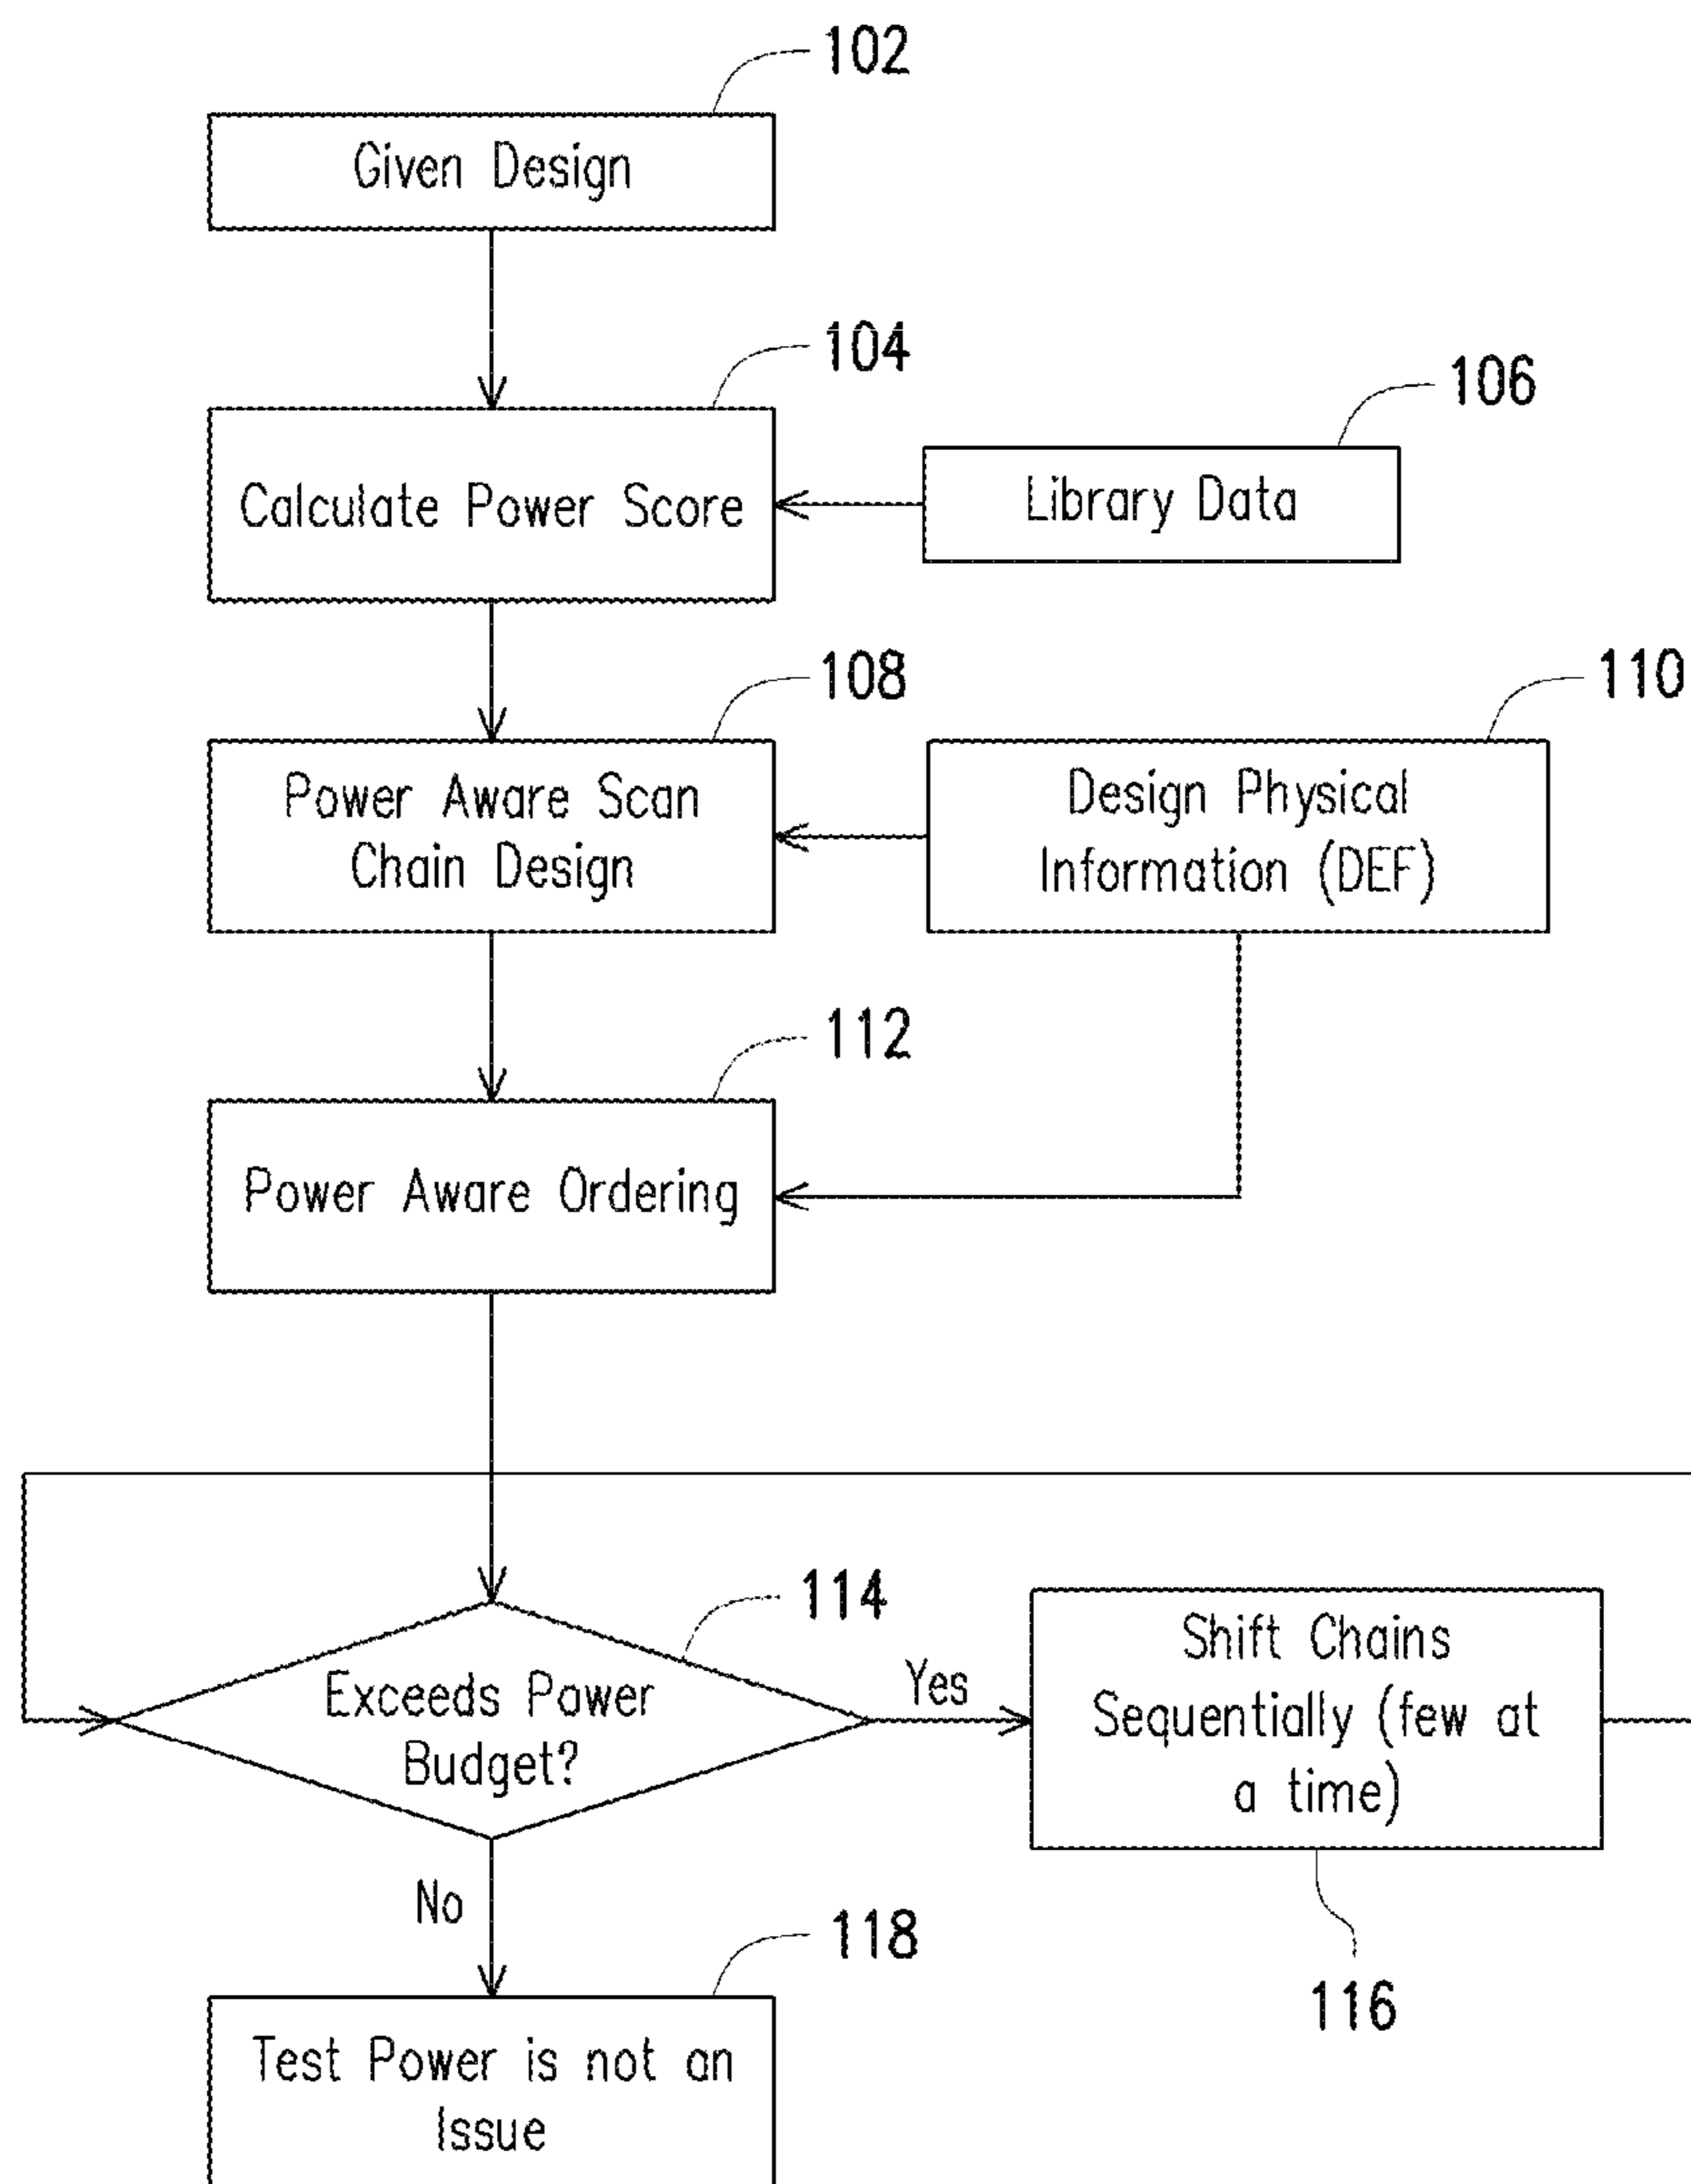 102
Given Design
104
106
Calculate Power Score
Library Data
108
110
Power Aware Scan
Chain Design
Design Physical
Information (DEF)
112
Power Aware Ordering
114
Exceeds Power
Budget?
Yes
Shift Chains
Sequentially (few at
a time)
116
No
118
Test Power is not an
Issue